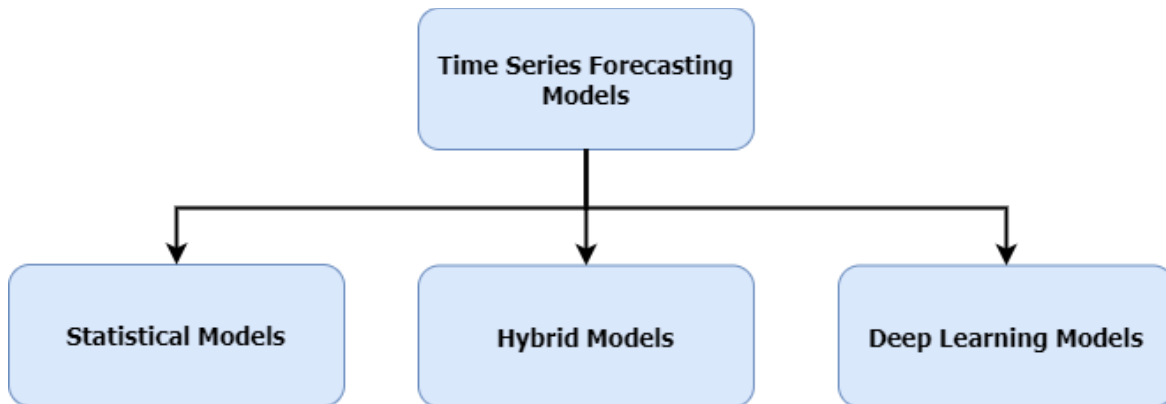 Time Series Forecasting
Models
Statistical Models
Hybrid Models
Deep Learning Models